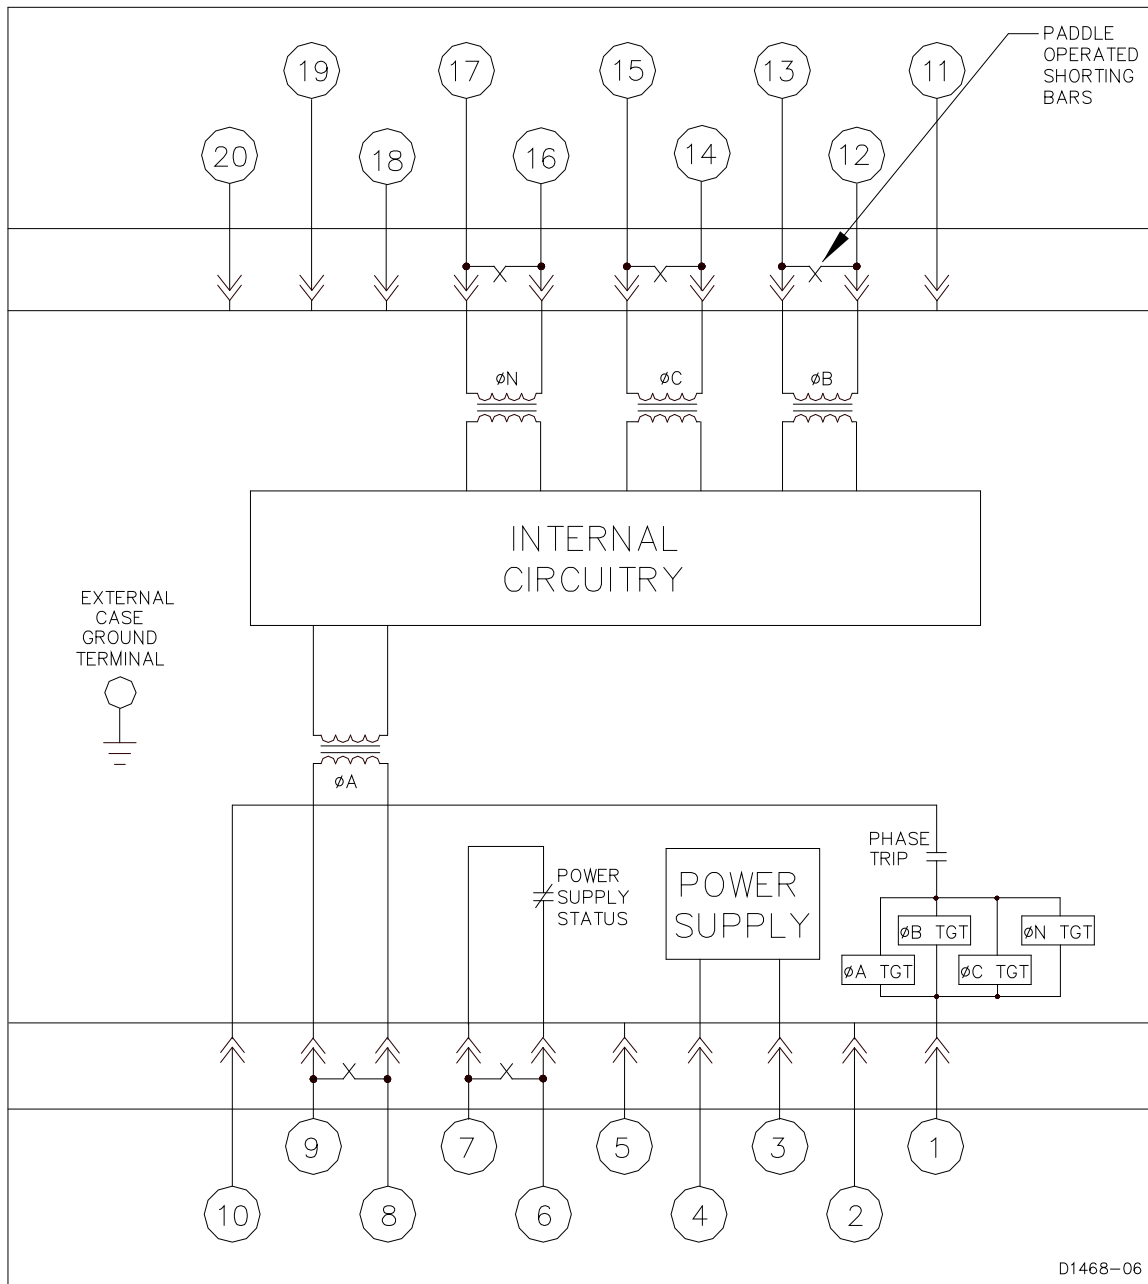 PADDLE
OPERATED
SHORTING
BARS
19
17
15
13
11
20
18
16
14
12
øN
øC
øB
INTERNAL
CIRCUITRY
EXTERNAL
CASE
GROUND
TERMINAL
øA
POWER
SUPPLY
STATUS
POWER
SUPPLY
PHASE
TRIP
øB TGT
øN TGT
øA TGT
øC TGT
9
7
5
3
1
10
8
6
4
2
D1468-06